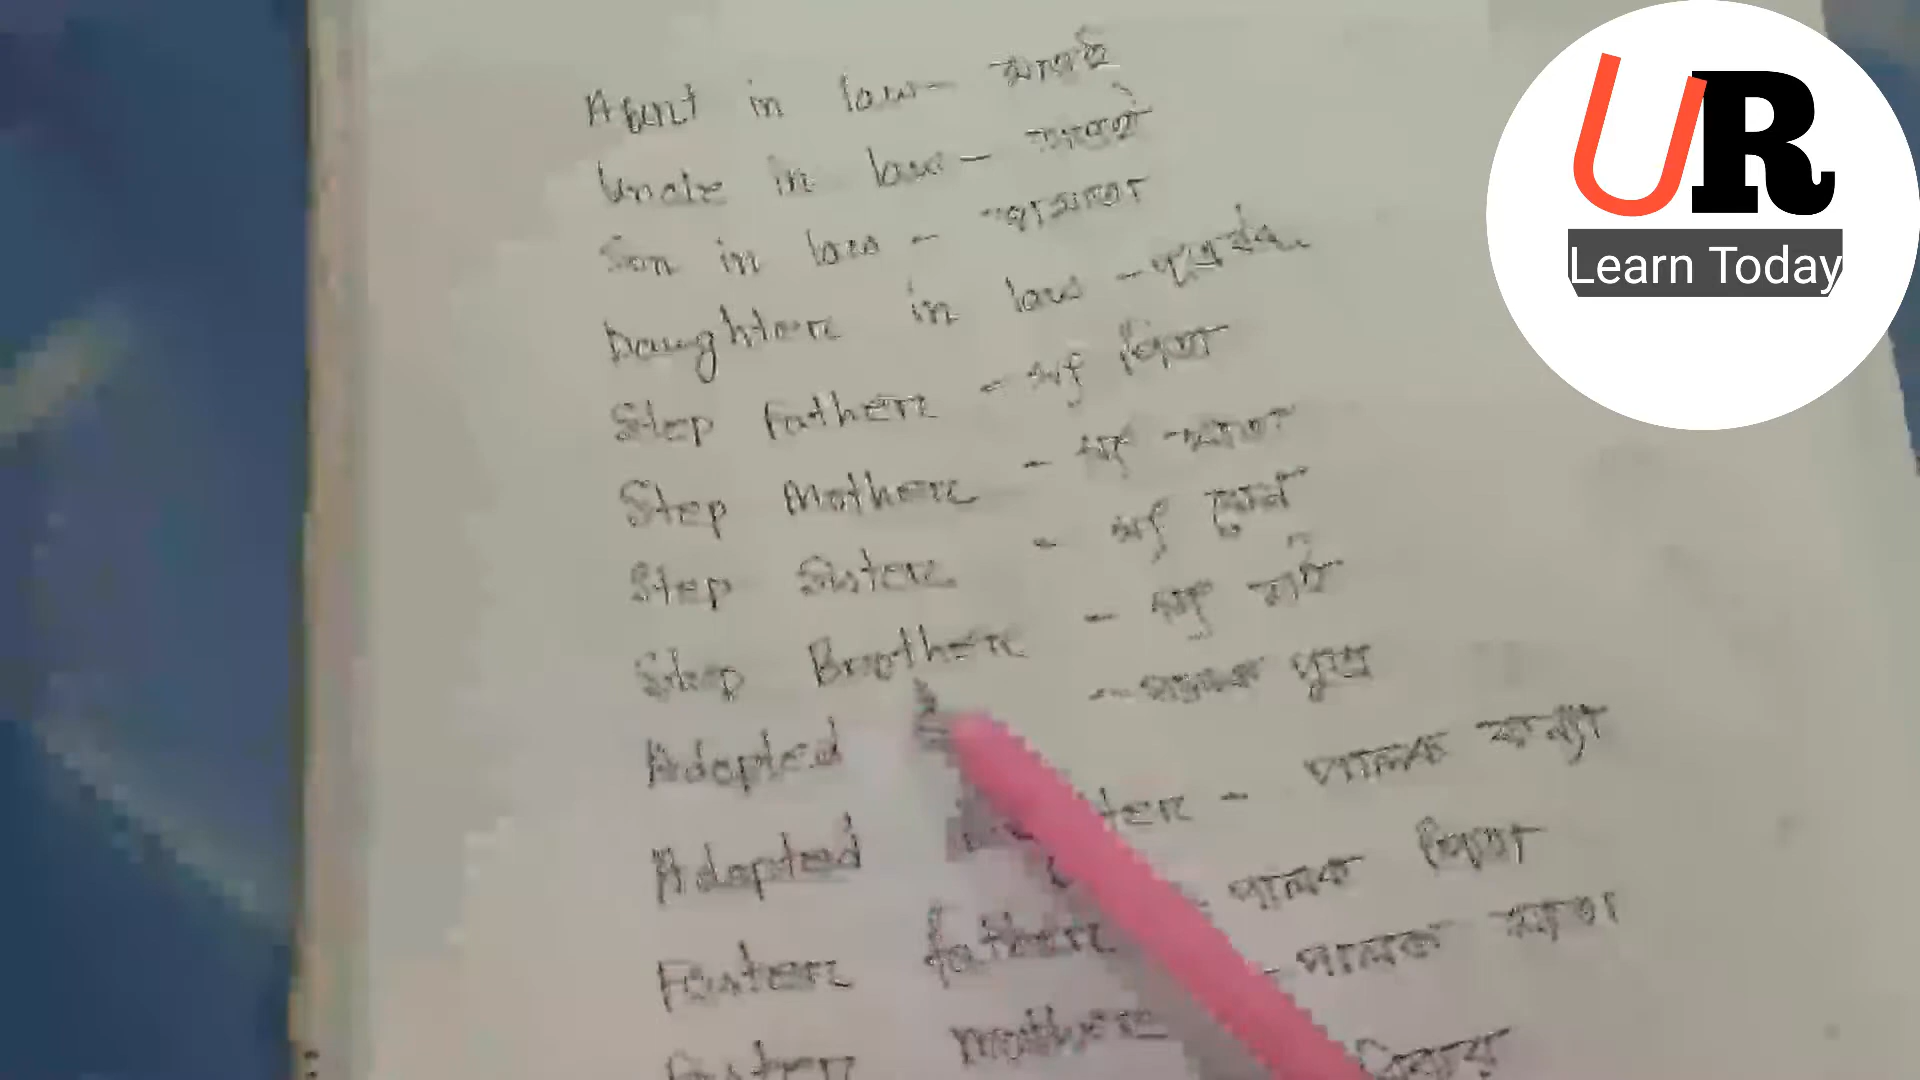 Aunt in law-
Uncle in law -
Son in law -
Daughter in law -
Step Father - সৎ পিতা
Step Mother - সৎ মাতা
Step Sister - সৎ বোন
Step Brother - সৎ ভাই
Adopted - পালক পুত্র
Adopted - পালক কন্যা
Foster father - পালক পিতা
Foster mother - পালক মাতা
UR
Learn Today